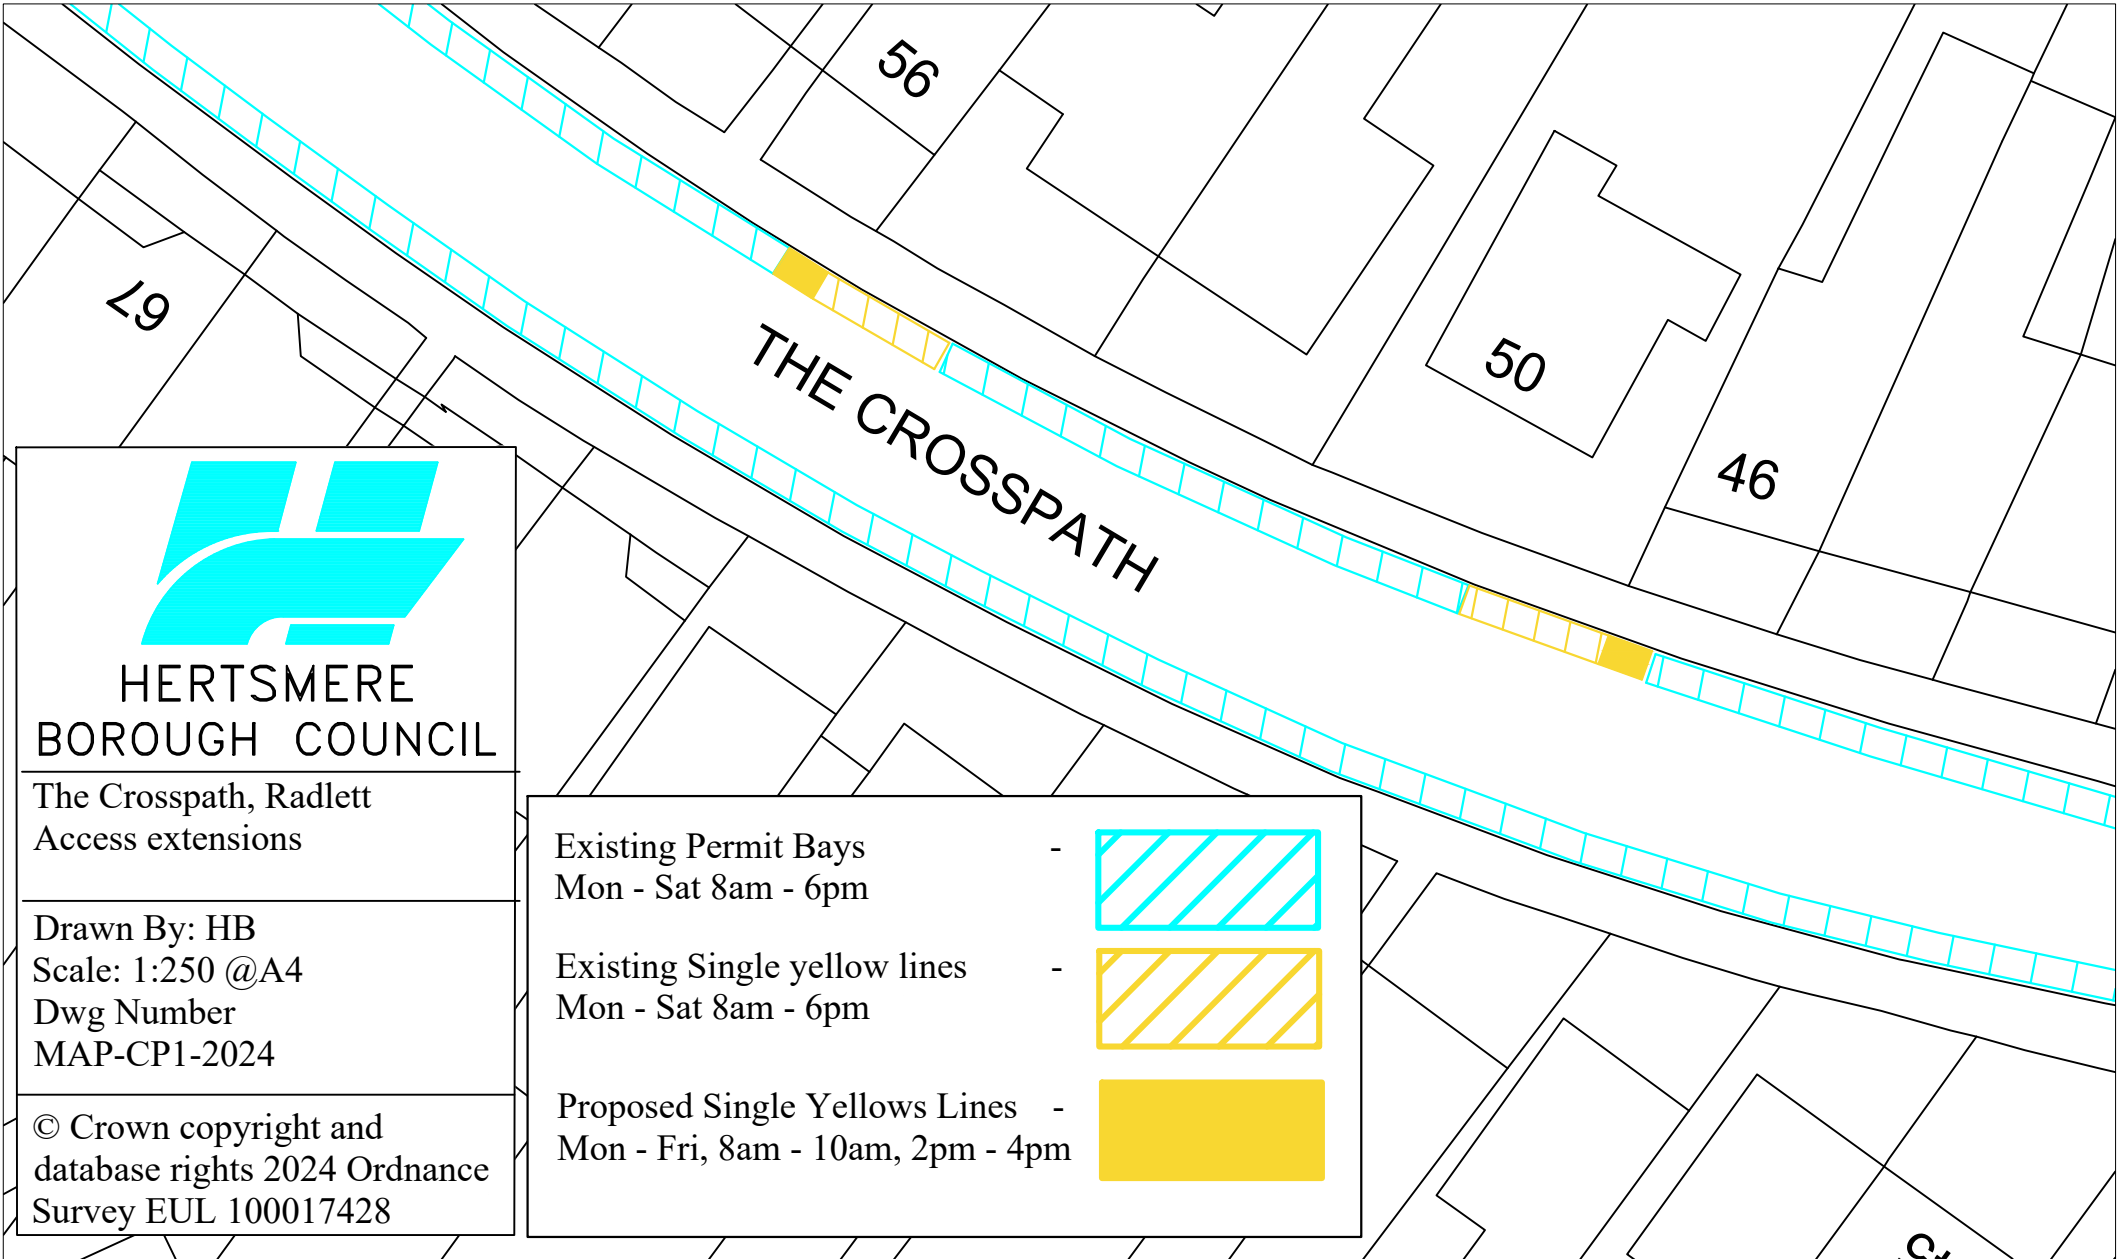 56
67
THE CROSSPATH
50
46
HERTSMERE
BOROUGH COUNCIL
The Crosspath, Radlett
Access extensions
Drawn By: HB
Scale: 1:250 @A4
Dwg Number
MAP-CP1-2024
© Crown copyright and
database rights 2024 Ordnance
Survey EUL 100017428
Existing Permit Bays -
Mon - Sat 8am - 6pm
Existing Single yellow lines -
Mon - Sat 8am - 6pm
Proposed Single Yellows Lines -
Mon - Fri, 8am - 10am, 2pm - 4pm